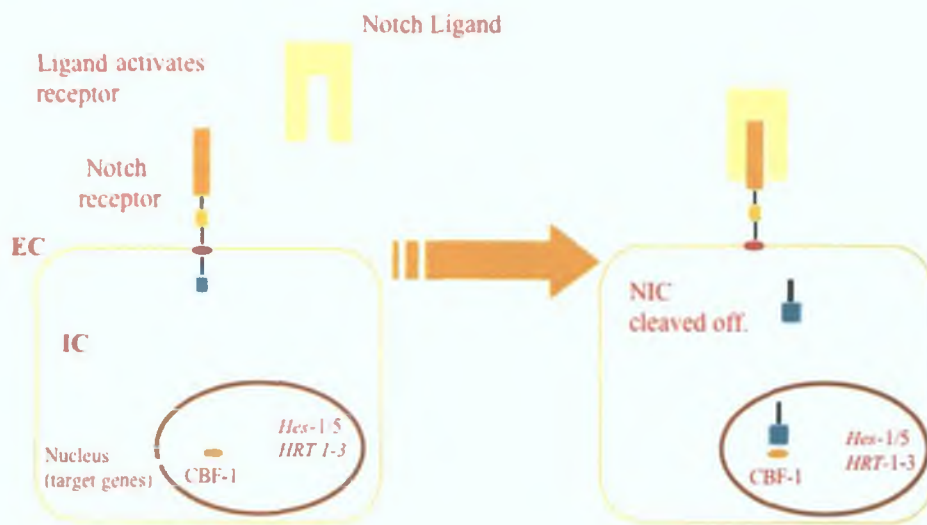 Notch Ligand
Ligand activates
receptor
Notch
receptor
EC
IC
Nucleus
(target genes)
CBF-1
Hes-1/5
HRT 1-3
NIC
cleaved off.
CBF-1
Hes-1/5
HRT-1-3